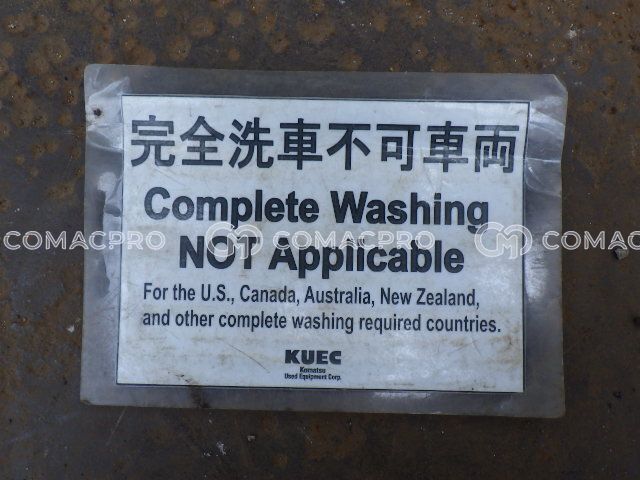 完全洗車不可車両
Complete Washing
NOT Applicable
COMACPRO COMACPRO COMACPRO
For the U.S., Canada, Australia, New Zealand,
and other complete washing required countries.
KUEC
Komatsu
Used Equipment Corp.